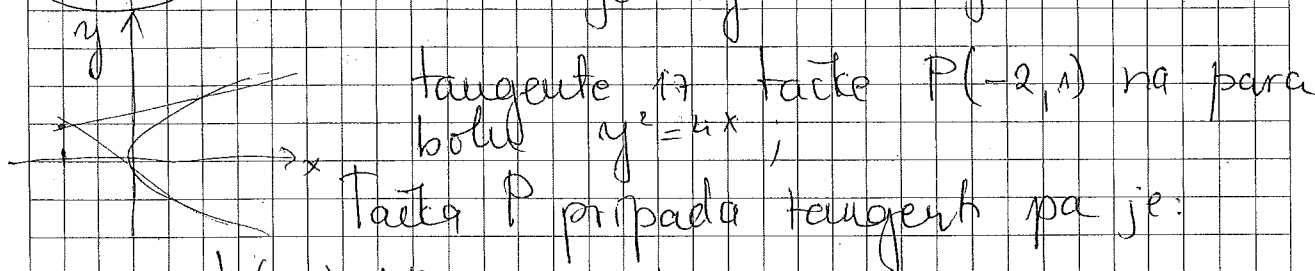 y
tangente iz tačke P(-2,1) na para
bolu y² = 4x ;
x
Tačka P pripada tangenti pa je: